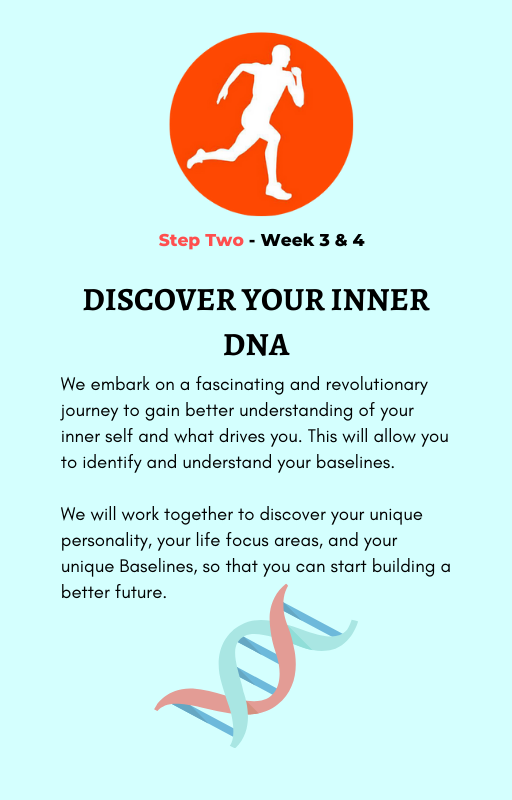 Step Two - Week 3 & 4
DISCOVER YOUR INNER
DNA
We embark on a fascinating and revolutionary
journey to gain better understanding of your
inner self and what drives you. This will allow you
to identify and understand your baselines.
We will work together to discover your unique
personality, your life focus areas, and your
unique Baselines, so that you can start building a
better future.